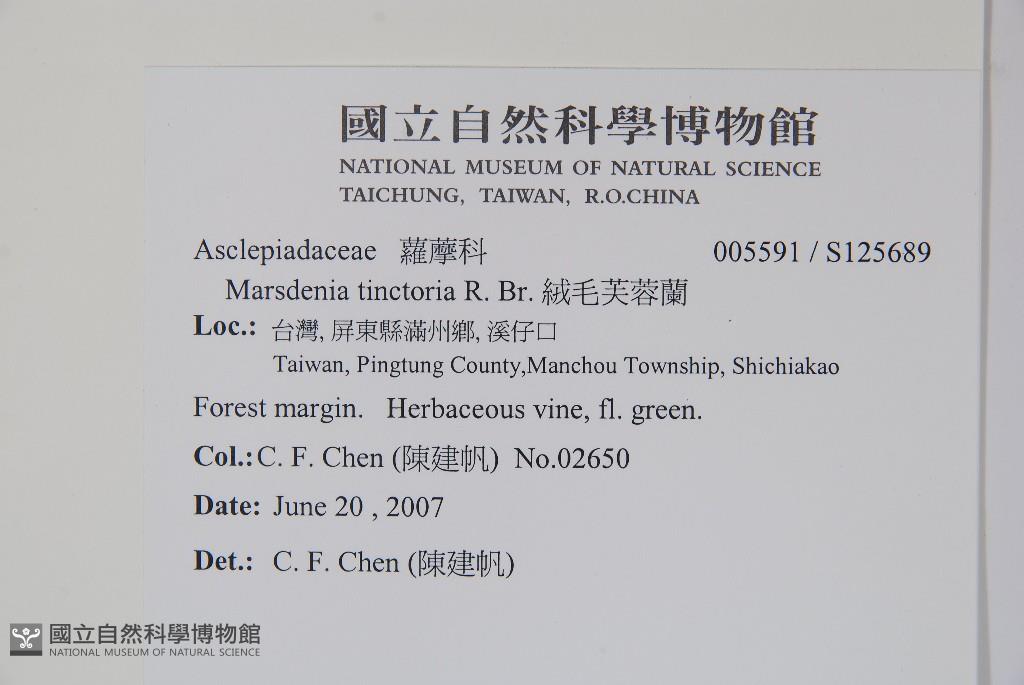 國立自然科學博物館
NATIONAL MUSEUM OF NATURAL SCIENCE
TAICHUNG, TAIWAN, R.O.CHINA
Asclepiadaceae 蘿藦科 005591 / S125689
Marsdenia tinctoria R. Br. 絨毛芙蓉蘭
Loc.: 台灣, 屏東縣滿州鄉, 溪仔口
Taiwan, Pingtung County,Manchou Township, Shichiakao
Forest margin. Herbaceous vine, fl. green.
Col.: C. F. Chen (陳建帆) No.02650
Date: June 20 , 2007
Det.: C. F. Chen (陳建帆)
國立自然科學博物館
NATIONAL MUSEUM OF NATURAL SCIENCE